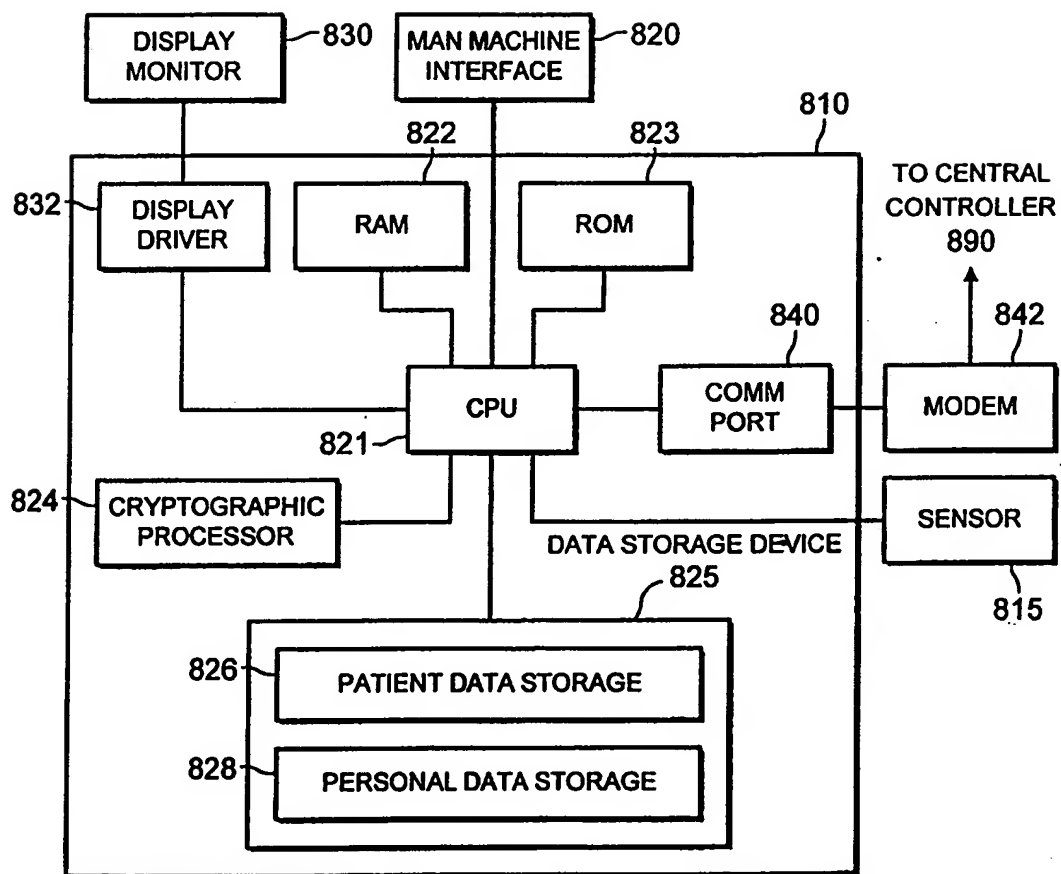 DISPLAY
MONITOR
830
MAN MACHINE
INTERFACE
820
810
822
823
TO CENTRAL
CONTROLLER
890
832
DISPLAY
DRIVER
RAM
ROM
840
842
CPU
821
COMM
PORT
MODEM
824
CRYPTOGRAPHIC
PROCESSOR
SENSOR
815
DATA STORAGE DEVICE
825
826
PATIENT DATA STORAGE
828
PERSONAL DATA STORAGE